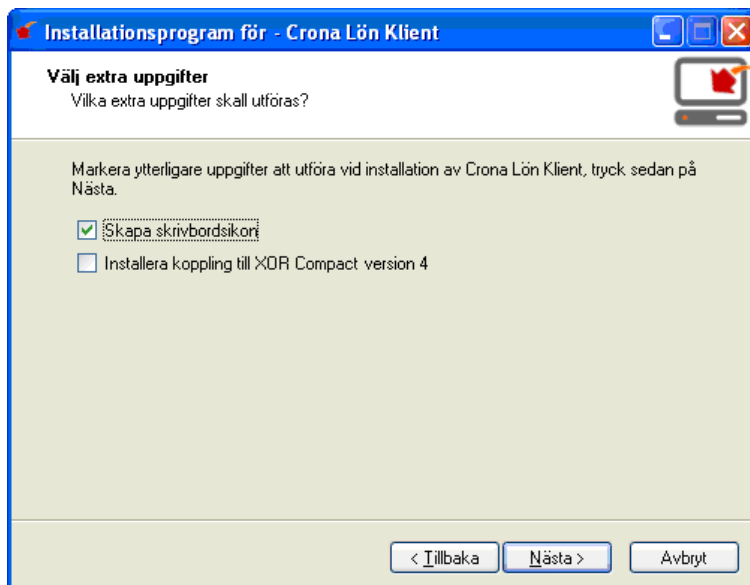 Installationsprogram för - Crona Lön Klient
Välj extra uppgifter
Vilka extra uppgifter skall utföras?
Markera ytterligare uppgifter att utföra vid installation av Crona Lön Klient, tryck sedan på
Nästa.
Skapa skrivbordsikon
Installera koppling till XOR Compact version 4
< Tillbaka Nästa > Avbryt